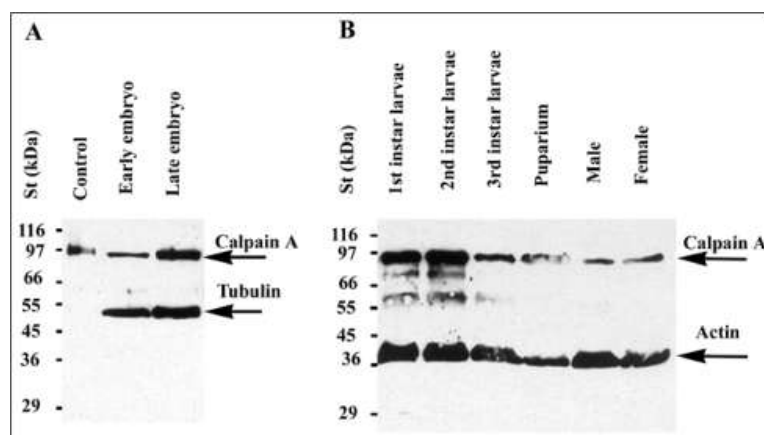 A
St (kDa)
Control
Early embryo
Late embryo
116
97
66
55
45
36
29
Calpain A
Tubulin
B
St (kDa)
1st instar larvae
2nd instar larvae
3rd instar larvae
Puparium
Male
Female
116
97
66
55
45
36
29
Calpain A
Actin